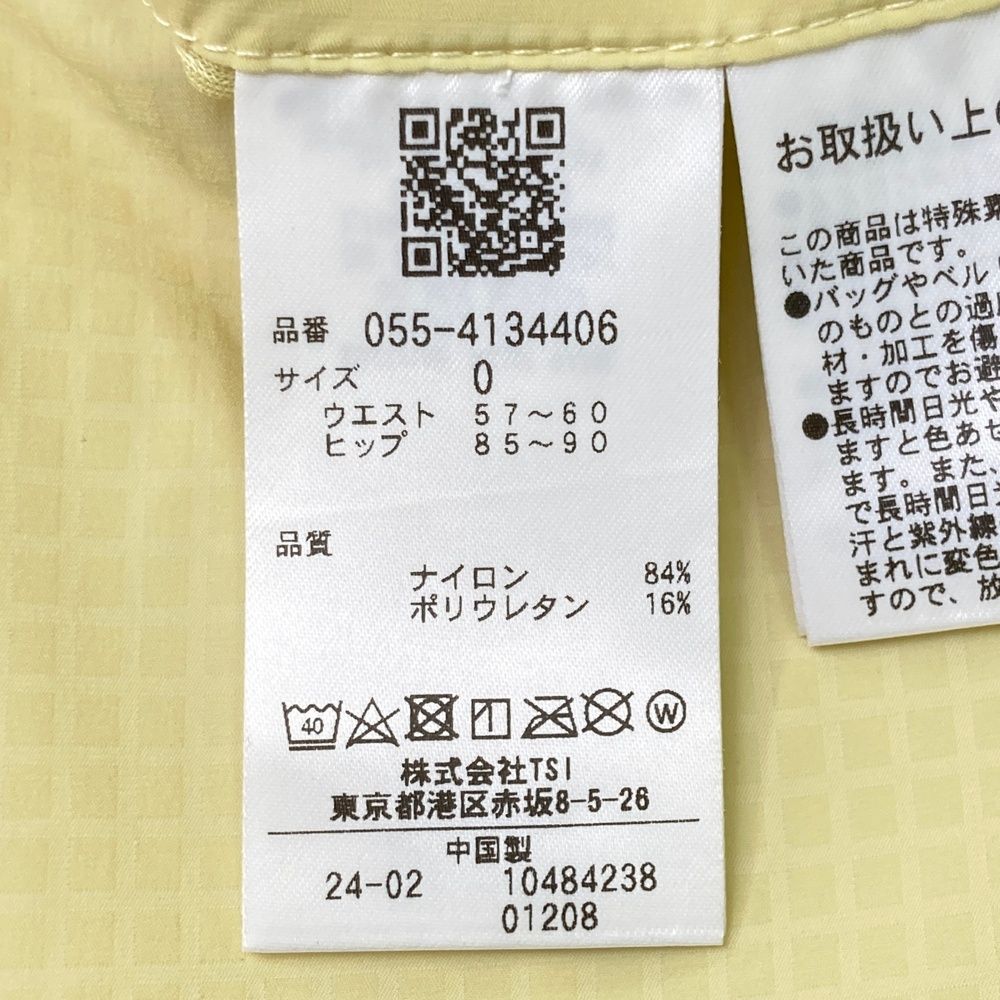 品番 055-4134406
サイズ 0
ウエスト 57～60
ヒップ 85～90
品質
ナイロン 84%
ポリウレタン 16%
40
W
株式会社TSI
東京都港区赤坂8-5-26
中国製
24-02 10484238
01208
お取扱い上の
この商品は特殊素
いた商品です。
●バッグやベル
のものとの過
材・加工を傷
ますのでお避
●長時間日光や
ますと色あせ
ます。また、
で長時間日光
汗と紫外線
まれに変色
すので、放